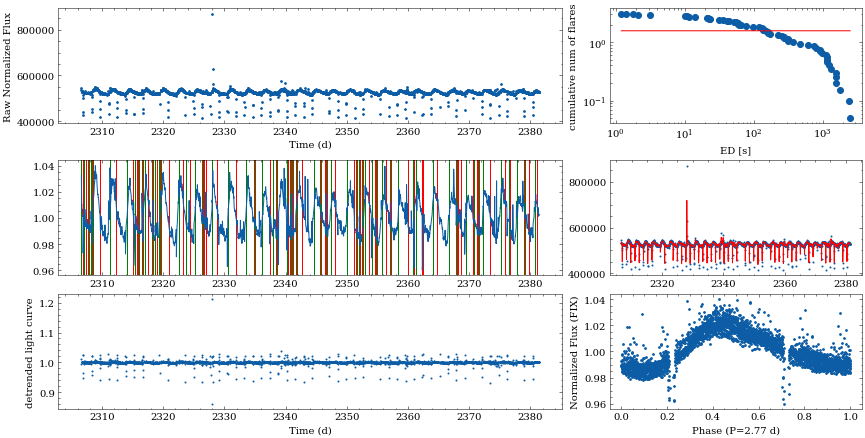 Raw Normalized Flux
800000
600000
400000
2310 2320 2330 2340 2350 2360 2370 2380
Time (d)
cumulative num of flares
10⁰
10⁻¹
10⁰ 10¹ 10² 10³
ED [s]
1.04
1.02
1.00
0.98
0.96
2310 2320 2330 2340 2350 2360 2370 2380
800000
600000
400000
2320 2340 2360 2380
detrended light curve
1.2
1.1
1.0
0.9
2310 2320 2330 2340 2350 2360 2370 2380
Time (d)
Normalized Flux (FIX)
1.04
1.02
1.00
0.98
0.96
0.0 0.2 0.4 0.6 0.8 1.0
Phase (P=2.77 d)